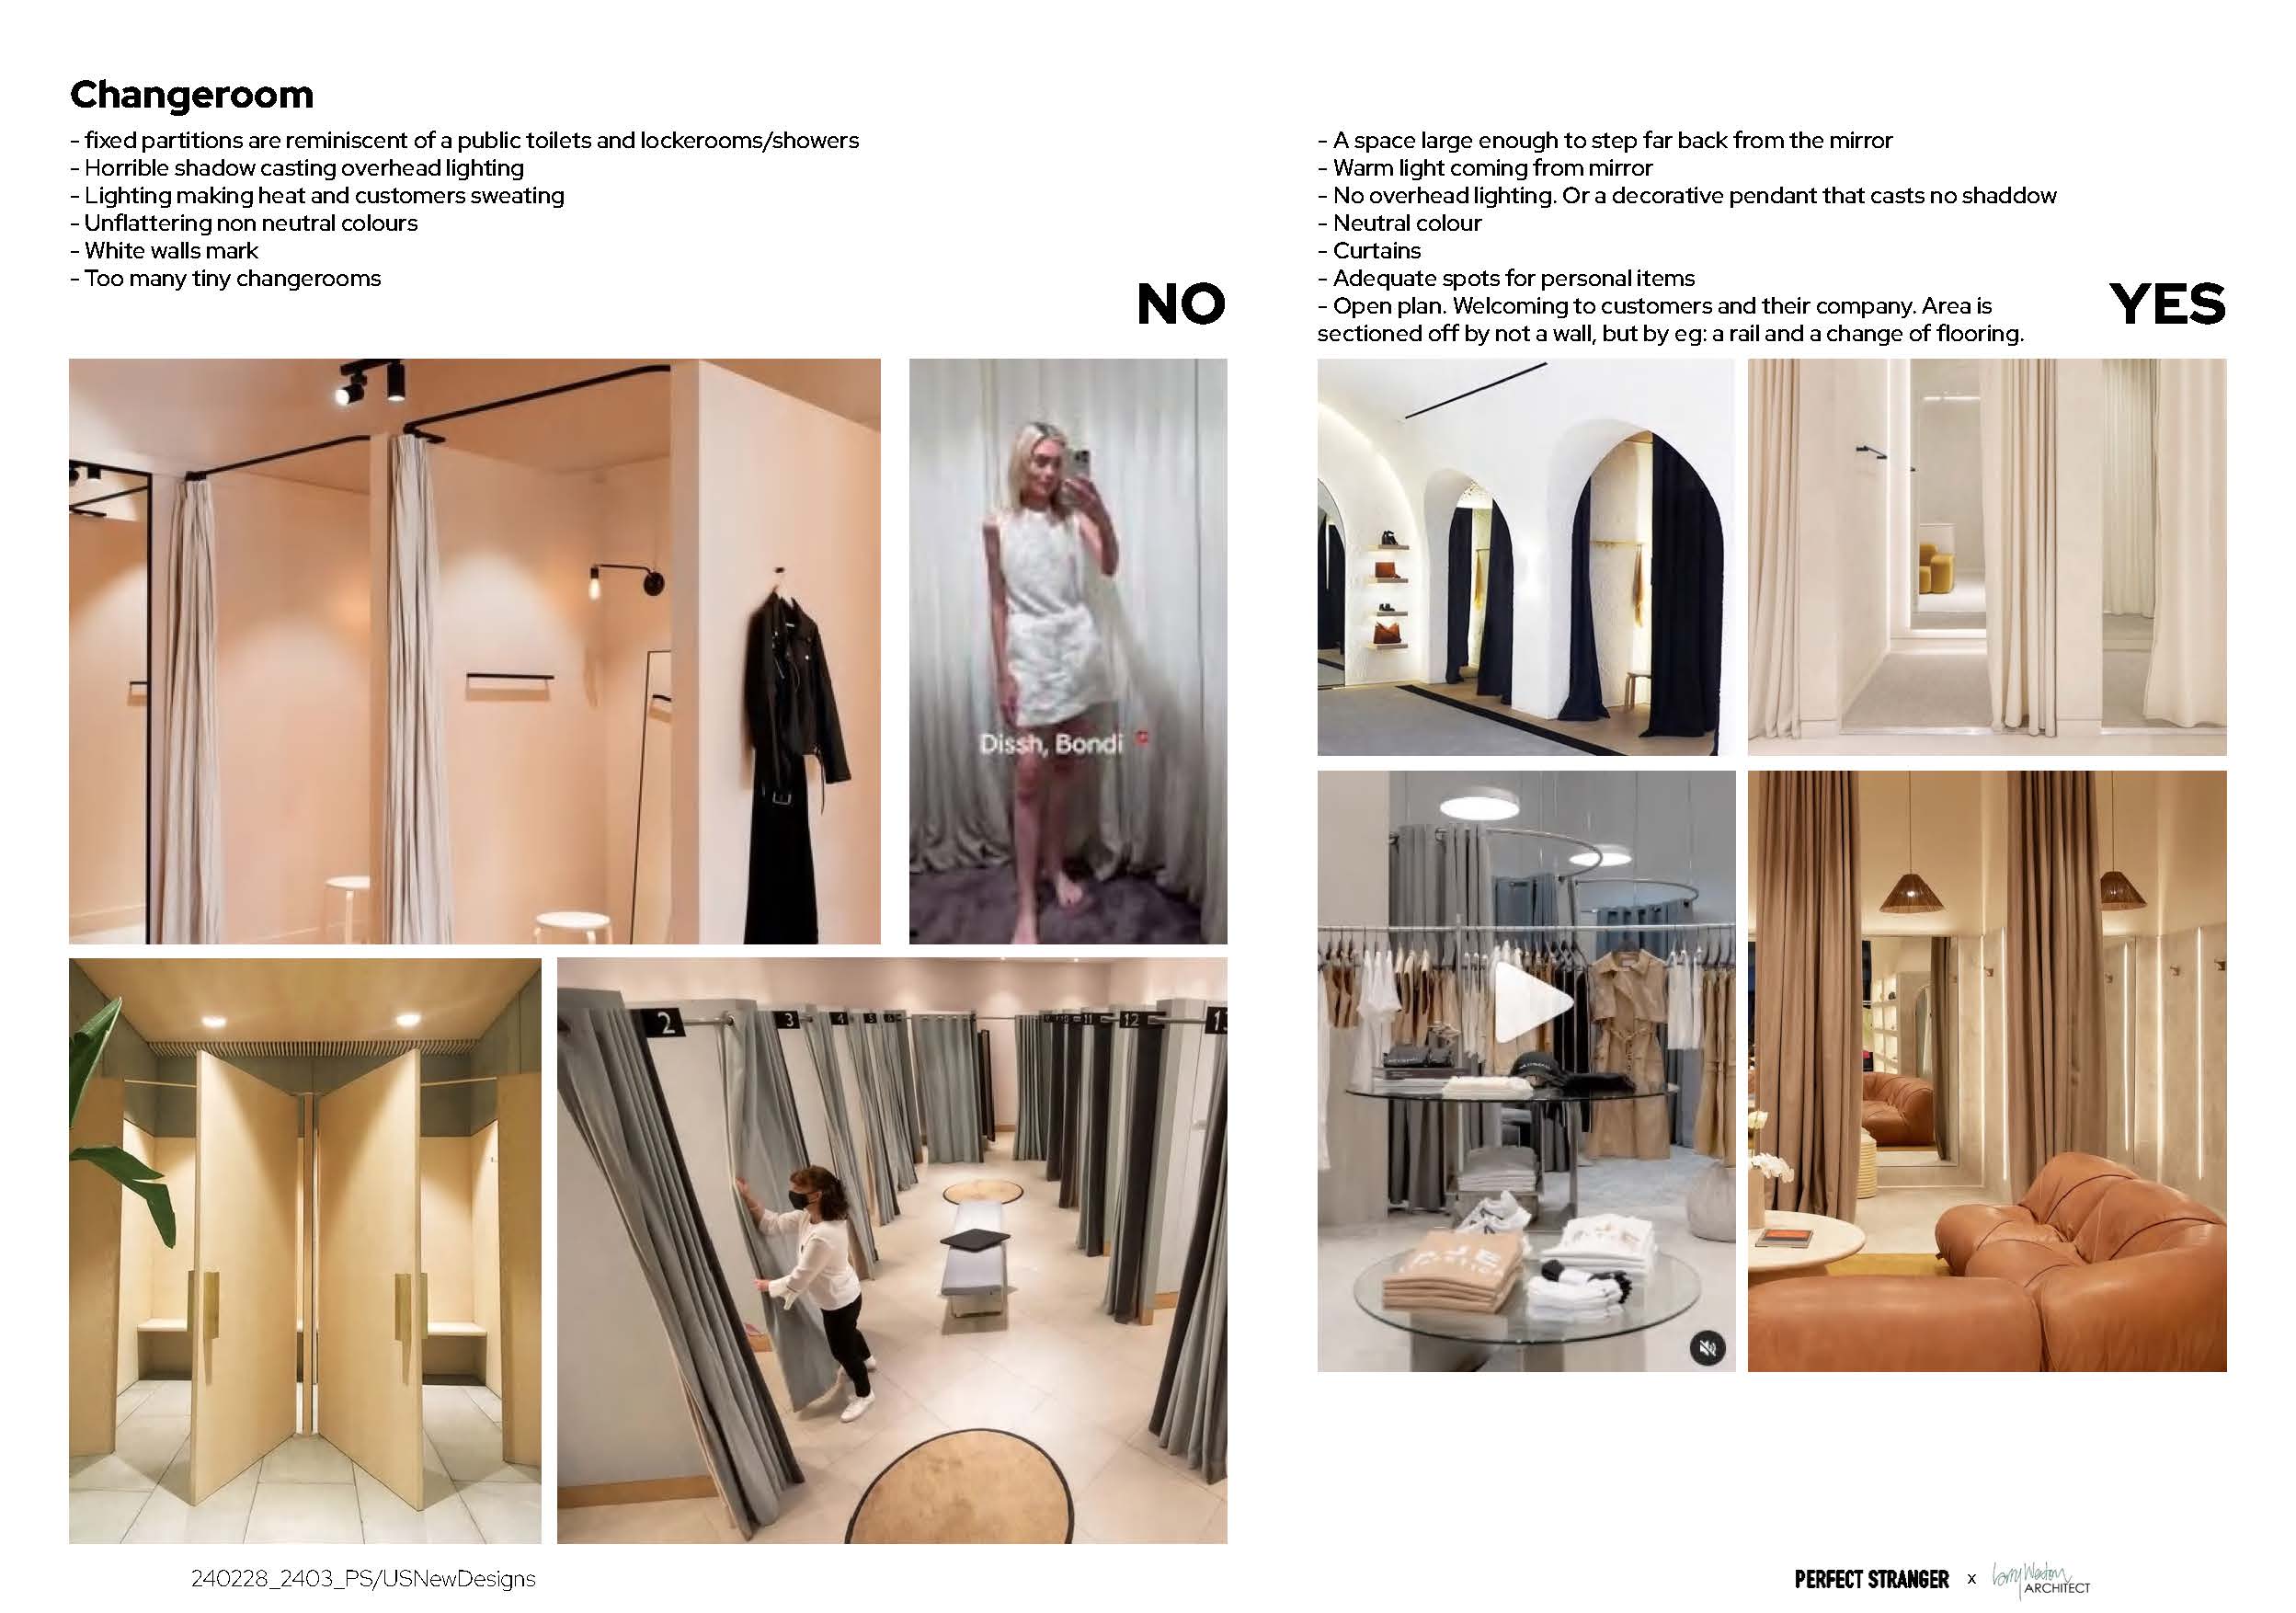 Changeroom
- fixed partitions are reminiscent of a public toilets and lockerooms/showers
- Horrible shadow casting overhead lighting
- Lighting making heat and customers sweating
- Unflattering non neutral colours
- White walls mark
- Too many tiny changerooms
NO
- A space large enough to step far back from the mirror
- Warm light coming from mirror
- No overhead lighting. Or a decorative pendant that casts no shaddow
- Neutral colour
- Curtains
- Adequate spots for personal items
- Open plan. Welcoming to customers and their company. Area is
sectioned off by not a wall, but by eg: a rail and a change of flooring.
YES
Dissh, Bondi
2
3
4
5
6
11
12
240228_2403_PS/USNewDesigns
PERFECT STRANGER x
ARCHITECT